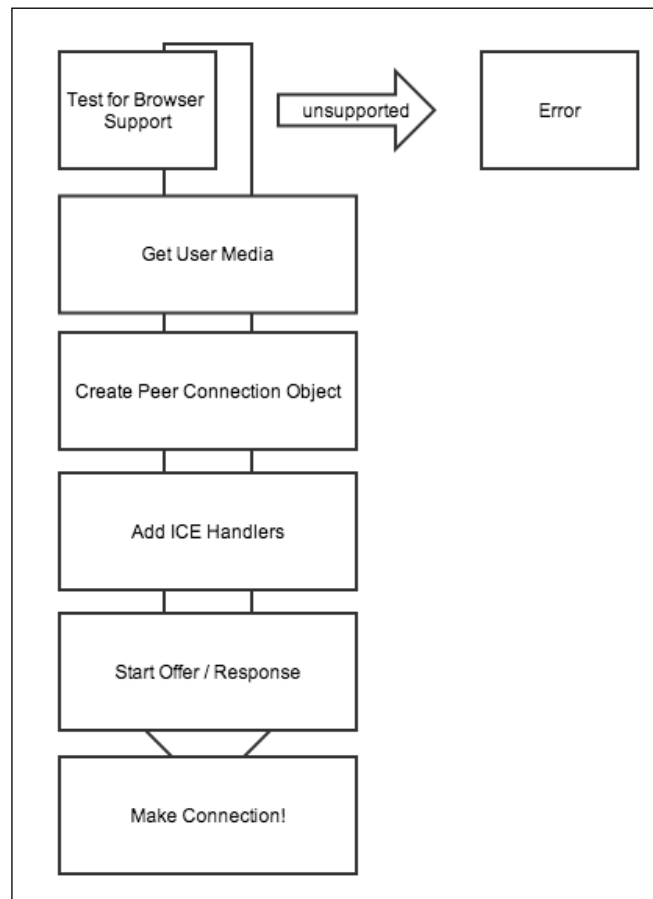 Test for Browser
Support
unsupported
Error
Get User Media
Create Peer Connection Object
Add ICE Handlers
Start Offer / Response
Make Connection!